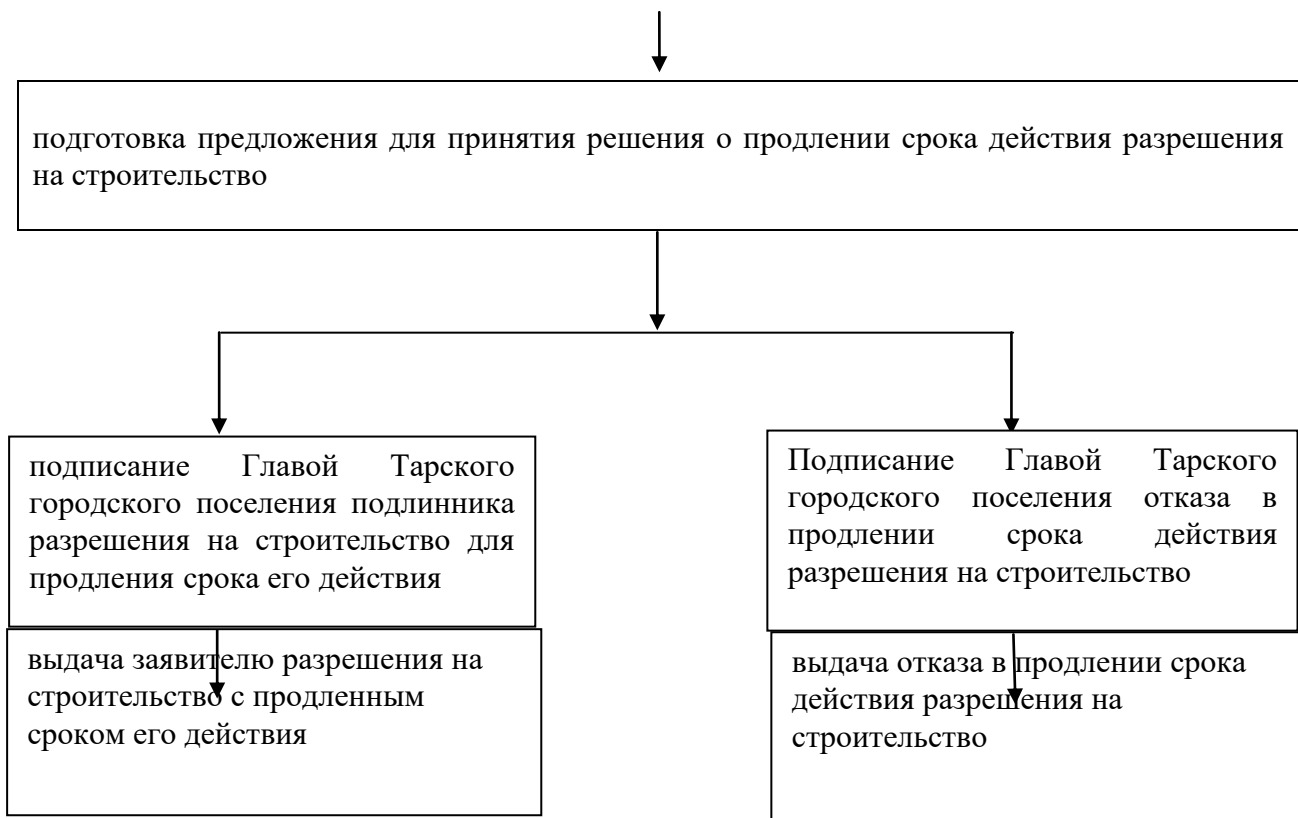 подготовка предложения для принятия решения о продлении срока действия разрешения
на строительство
подписание Главой Тарского
городского поселения подлинника
разрешения на строительство для
продления срока его действия
Подписание Главой Тарского
городского поселения отказа в
продлении срока действия
разрешения на строительство
выдача заявителю разрешения на
строительство с продленным
сроком его действия
выдача отказа в продлении срока
действия разрешения на
строительство